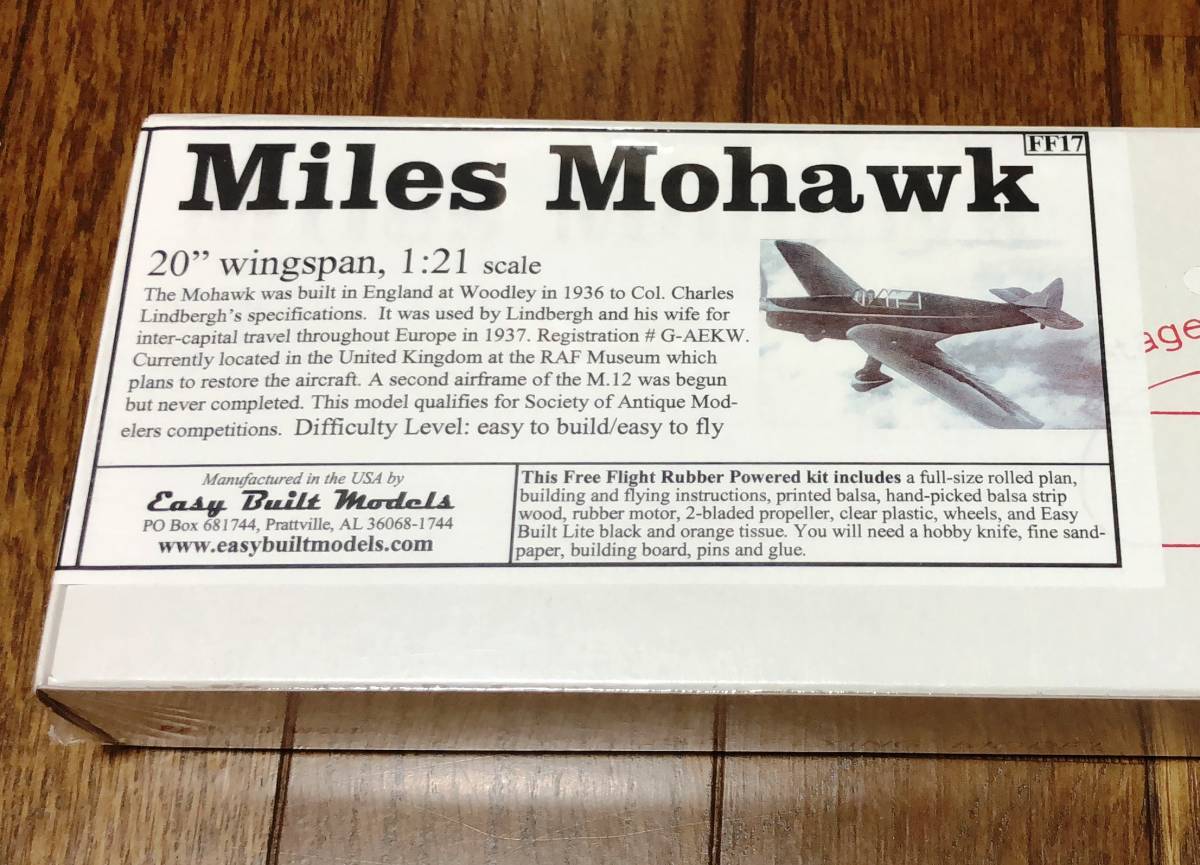 FF17
Miles Mohawk
20” wingspan, 1:21 scale
The Mohawk was built in England at Woodley in 1936 to Col. Charles
Lindbergh’s specifications. It was used by Lindbergh and his wife for
inter-capital travel throughout Europe in 1937. Registration # G-AEKW.
Currently located in the United Kingdom at the RAF Museum which
plans to restore the aircraft. A second airframe of the M.12 was begun
but never completed. This model qualifies for Society of Antique Mod-
elers competitions. Difficulty Level: easy to build/easy to fly
Manufactured in the USA by
Easy Built Models
PO Box 681744, Prattville, AL 36068-1744
www.easybuiltmodels.com
This Free Flight Rubber Powered kit includes a full-size rolled plan,
building and flying instructions, printed balsa, hand-picked balsa strip
wood, rubber motor, 2-bladed propeller, clear plastic, wheels, and Easy
Built Lite black and orange tissue. You will need a hobby knife, fine sand-
paper, building board, pins and glue.